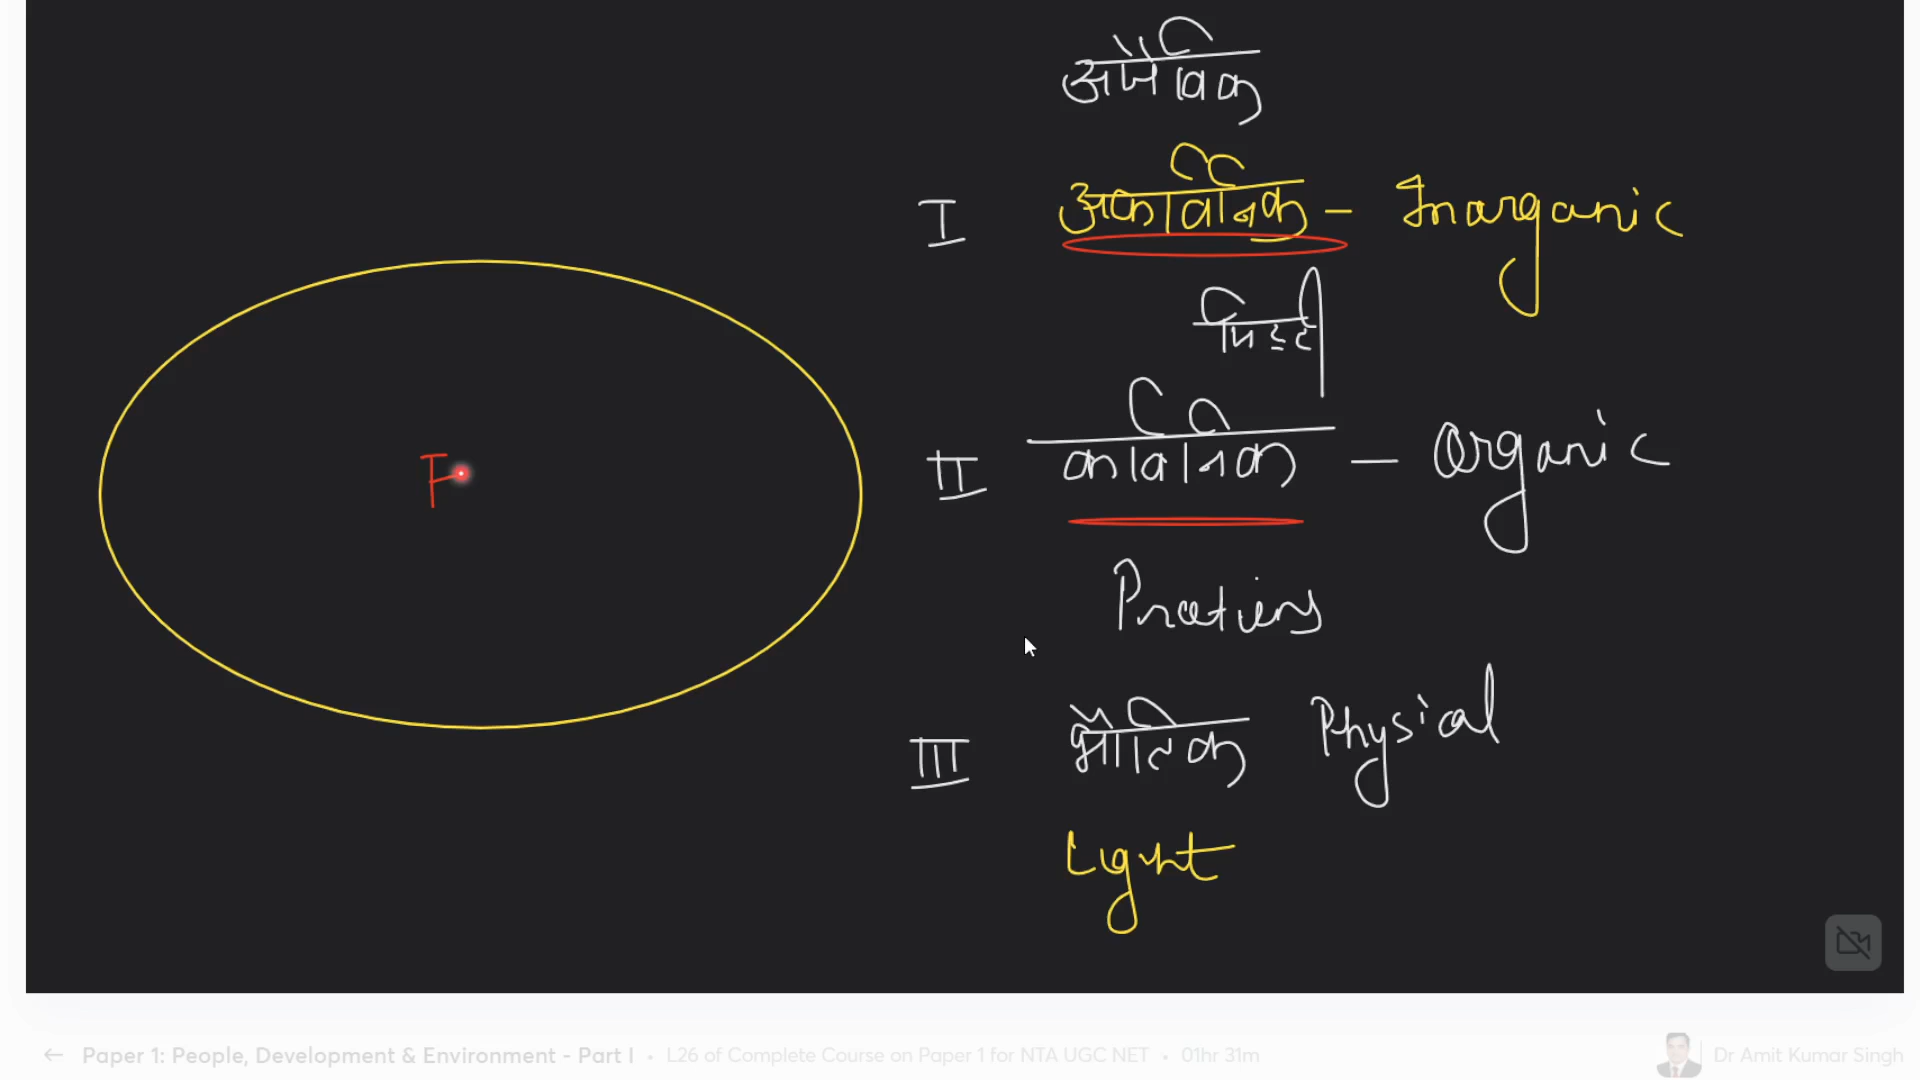 अजैविक
I अकार्बनिक - Inorganic
मिट्टी
II कार्बनिक - Organic
F
Proteins
III भौतिक Physical
Light
← Paper 1: People, Development & Environment - Part I • L26 of Complete Course on Paper 1 for NTA UGC NET • 01hr 31m
Dr Amit Kumar Singh